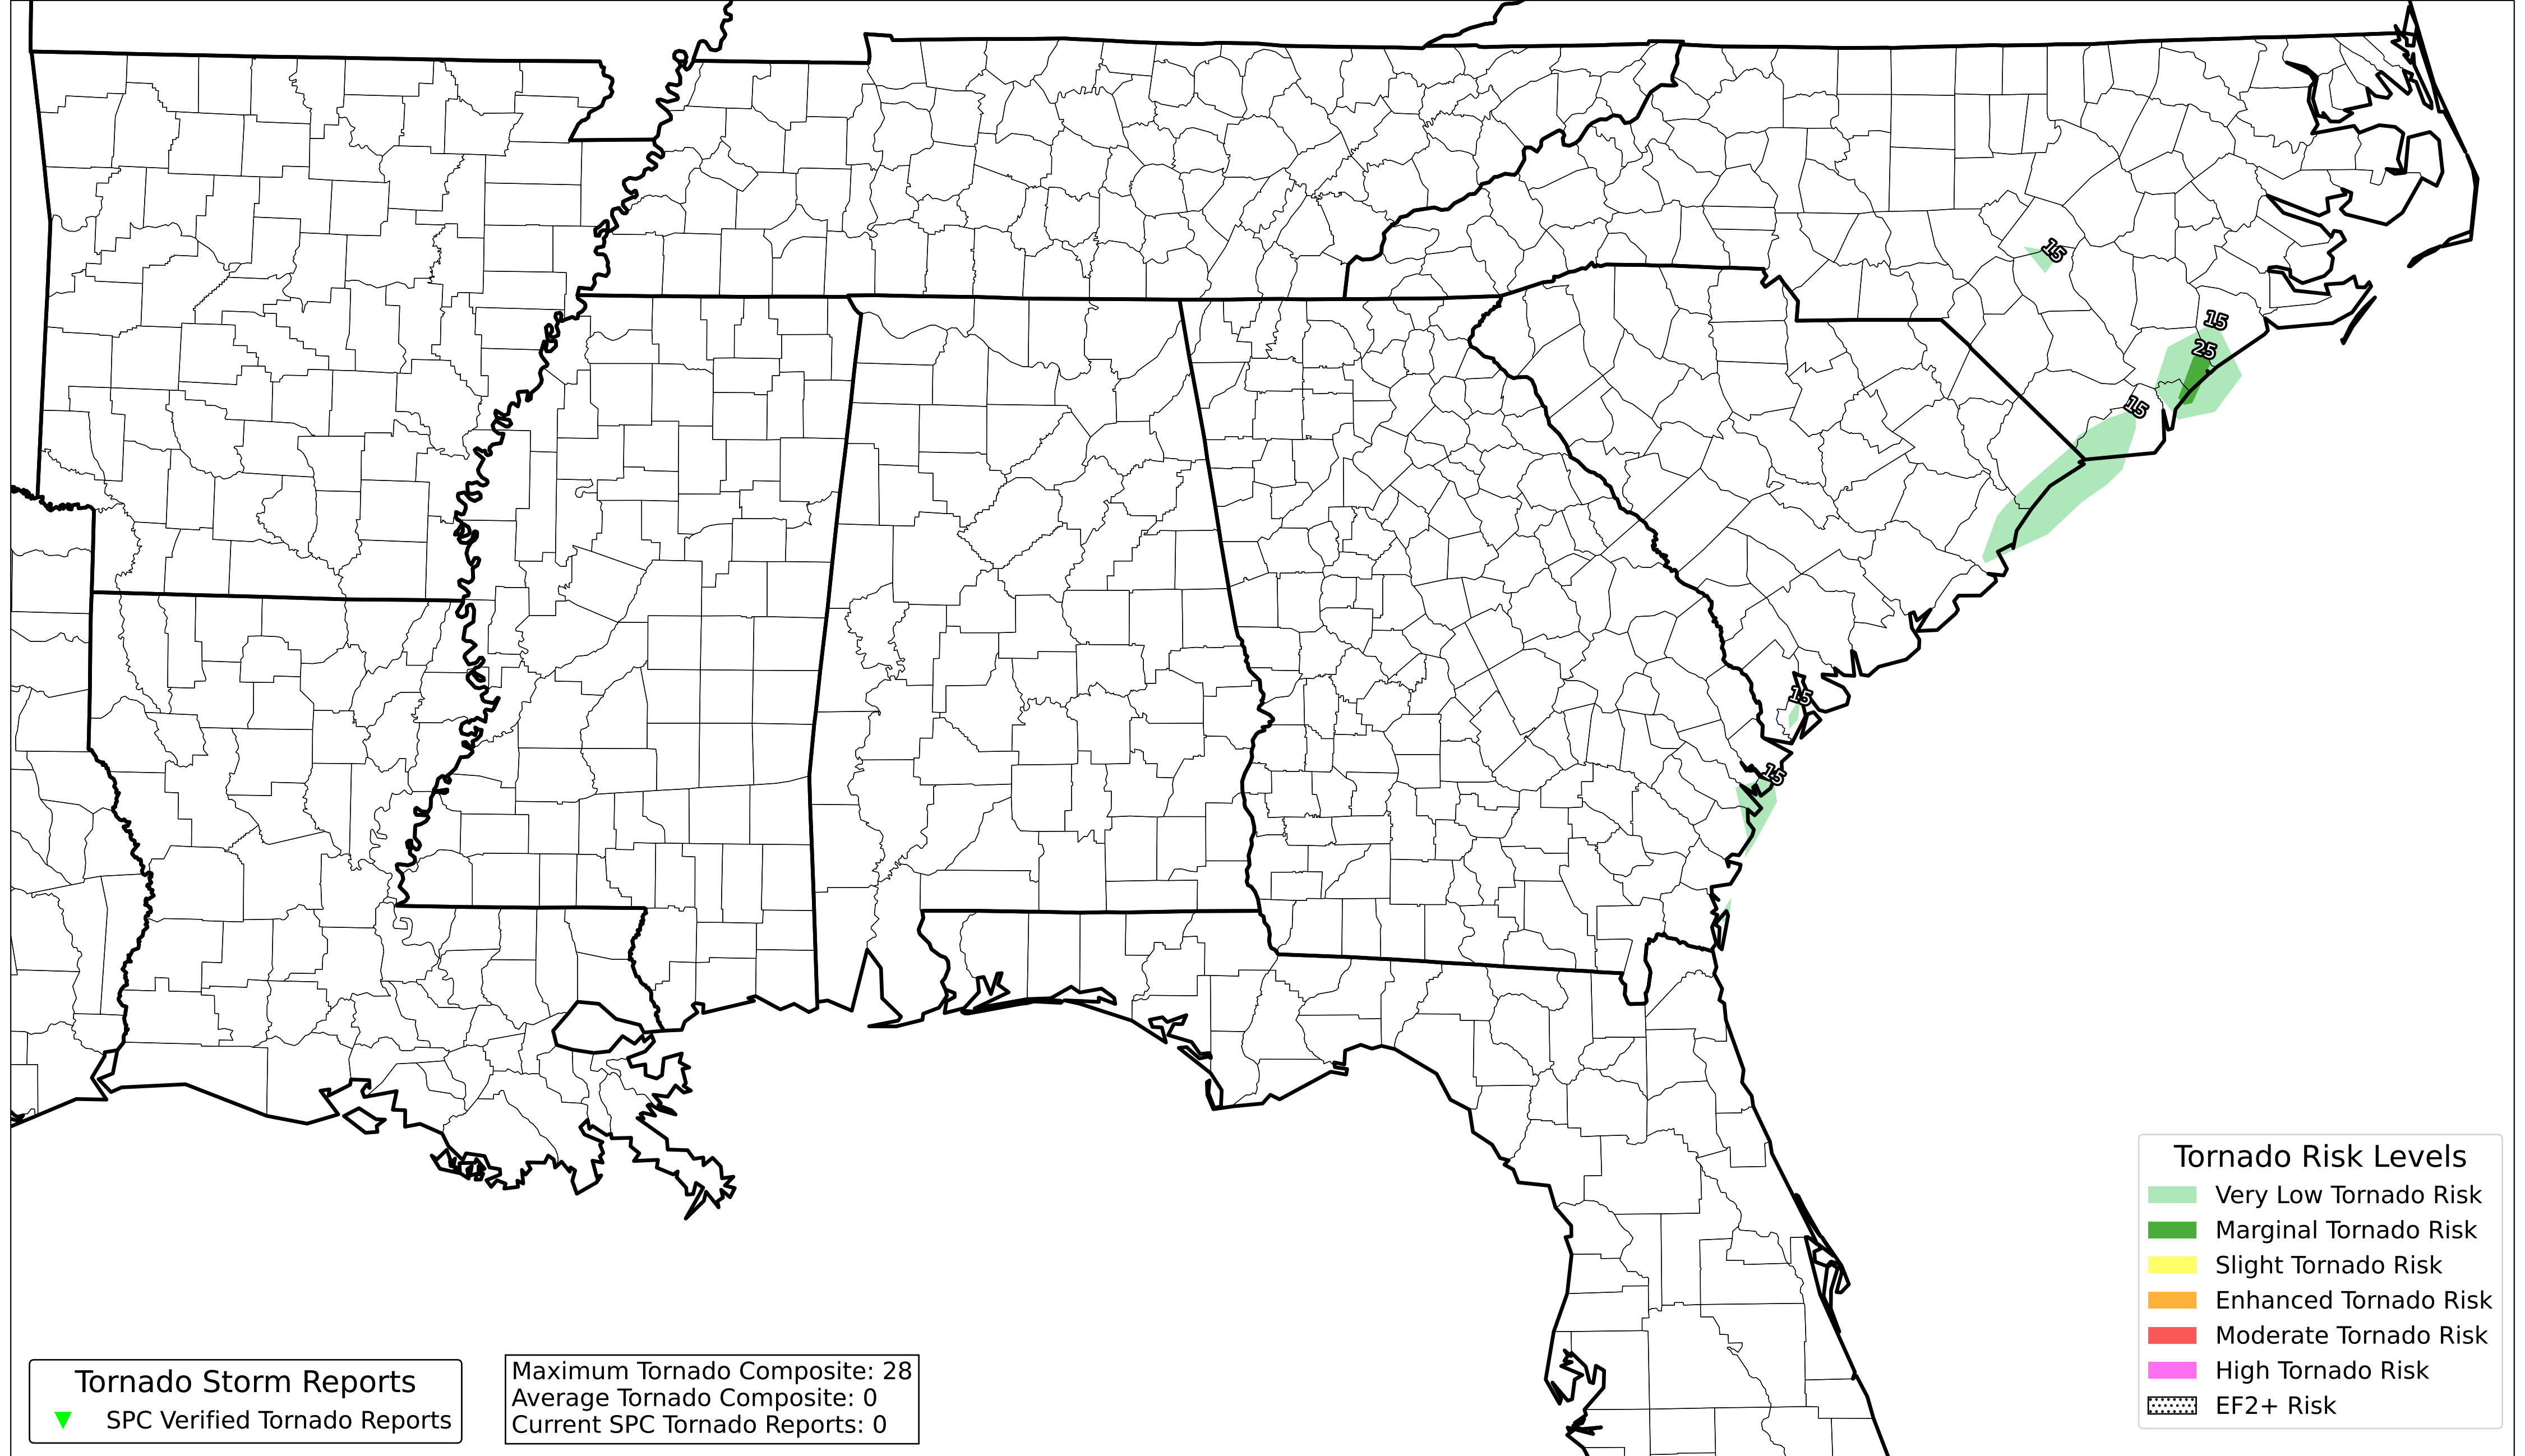 15
15
25
15
15
15
Tornado Risk Levels
Very Low Tornado Risk
Marginal Tornado Risk
Slight Tornado Risk
Enhanced Tornado Risk
Moderate Tornado Risk
High Tornado Risk
EF2+ Risk
Tornado Storm Reports
SPC Verified Tornado Reports
Maximum Tornado Composite: 28
Average Tornado Composite: 0
Current SPC Tornado Reports: 0